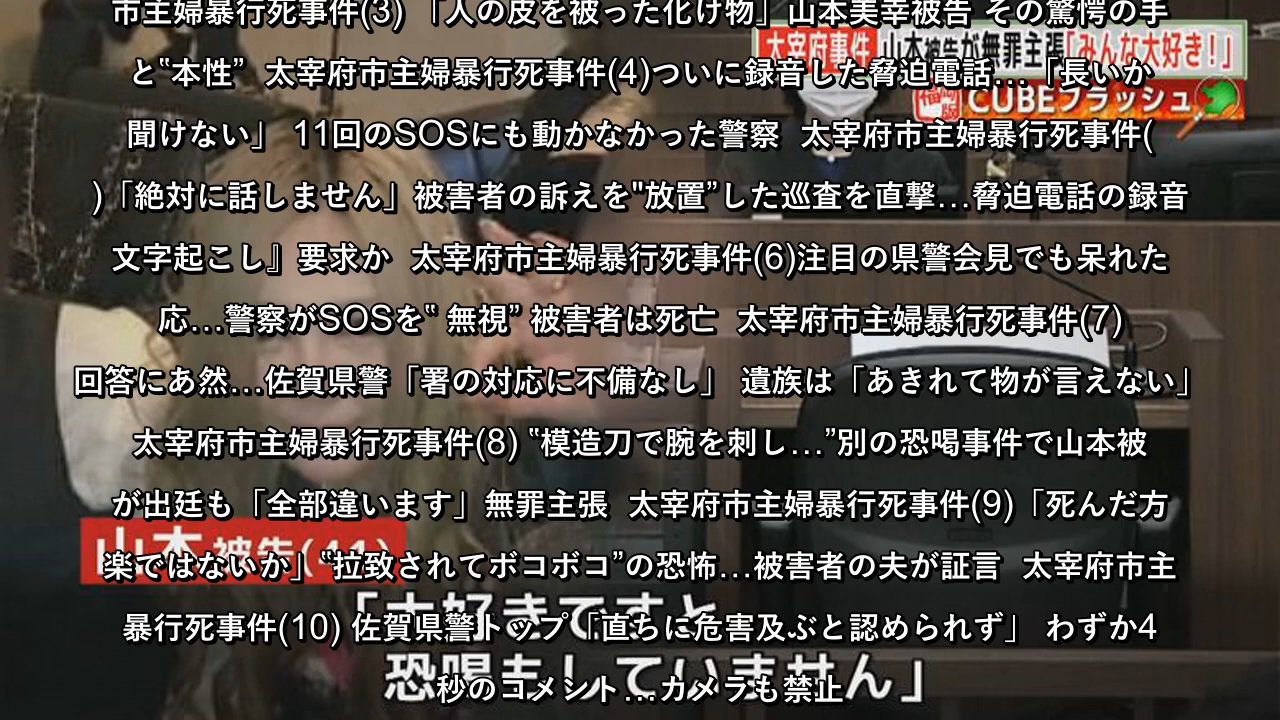 市主婦暴行死事件(3) 「人の皮を被った化け物」山本美幸被告 その驚愕の手
太宰府事件 山本被告が無罪主張「みんな大好き!」
と“本性” 太宰府市主婦暴行死事件(4)ついに録音した脅迫電話…「長いか
福岡版 CUBEフラッシュ
聞けない」 11回のSOSにも動かなかった警察 太宰府市主婦暴行死事件(
)「絶対に話しません」被害者の訴えを"放置”した巡査を直撃…脅迫電話の録音
文字起こし』要求か 太宰府市主婦暴行死事件(6)注目の県警会見でも呆れた
応…警察がSOSを“ 無視” 被害者は死亡 太宰府市主婦暴行死事件(7)
回答にあ然…佐賀県警「署の対応に不備なし」 遺族は「あきれて物が言えない」
太宰府市主婦暴行死事件(8) “模造刀で腕を刺し…”別の恐喝事件で山本被
が出廷も「全部違います」無罪主張 太宰府市主婦暴行死事件(9)「死んだ方
山本被告(41)
楽ではないか」“拉致されてボコボコ”の恐怖…被害者の夫が証言 太宰府市主
「大好きですと
暴行死事件(10) 佐賀県警トップ「直ちに危害及ぶと認められず」 わずか4
恐喝もしていません」
秒のコメント…カメラも禁止